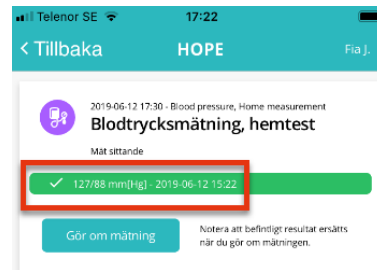 Telenor SE 17:22
< Tillbaka HOPE Fia J.
2019-06-12 17:30 - Blood pressure, Home measurement
Blodtrycksmätning, hemtest
Mät sittande
127/88 mm[Hg] - 2019-06-12 15:22
Gör om mätning
Notera att befintligt resultat ersätts
när du gör om mätningen.